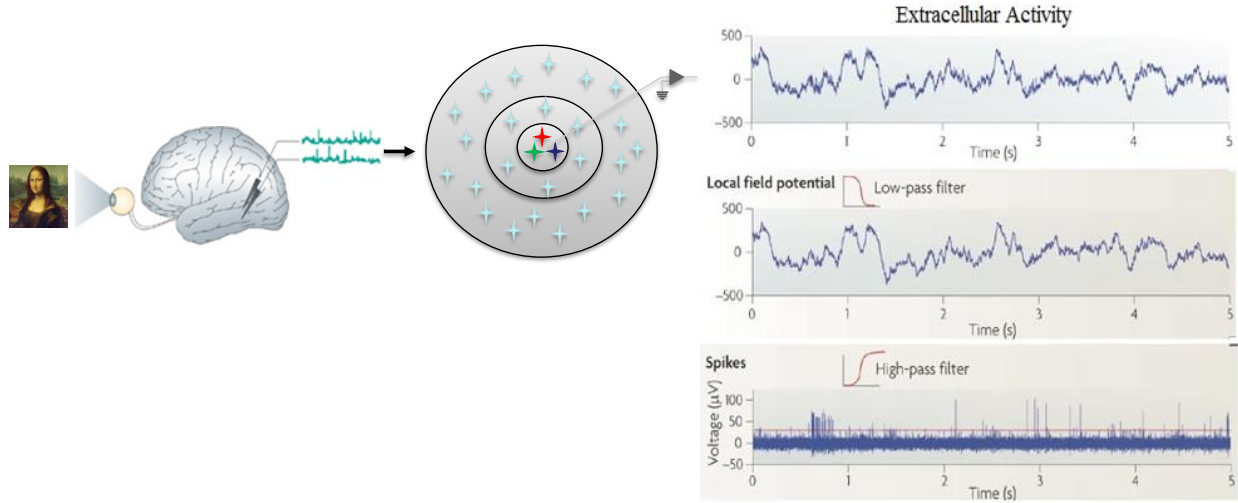 Extracellular Activity
500
0
−500
0 1 2 3 4 5
Time (s)
Local field potential
Low-pass filter
500
0
−500
0 1 2 3 4 5
Time (s)
Spikes
High-pass filter
Voltage (µV)
100
50
0
−50
0 1 2 3 4 5
Time (s)